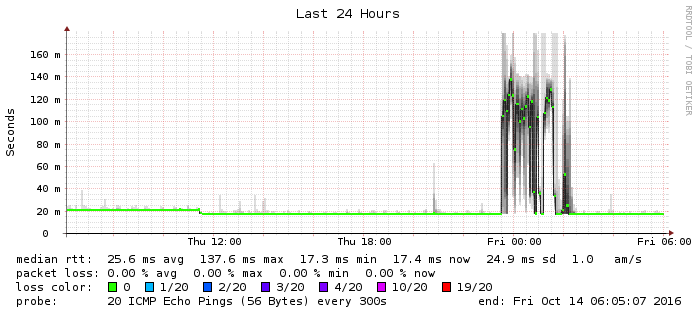 Last 24 Hours
RRDTOOL / TOBI OETIKER
Seconds
160 m
140 m
120 m
100 m
80 m
60 m
40 m
20 m
0
Thu 12:00 Thu 18:00 Fri 00:00 Fri 06:00
median rtt: 25.6 ms avg 137.6 ms max 17.3 ms min 17.4 ms now 24.9 ms sd 1.0 am/s
packet loss: 0.00 % avg 0.00 % max 0.00 % min 0.00 % now
loss color: 0 1/20 2/20 3/20 4/20 10/20 19/20
probe: 20 ICMP Echo Pings (56 Bytes) every 300s end: Fri Oct 14 06:05:07 2016